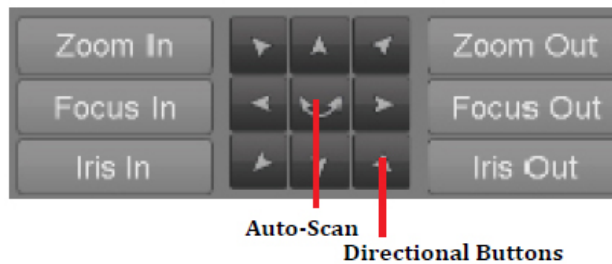 Zoom In Zoom Out
Focus In Focus Out
Iris In Iris Out
Auto-Scan
Directional Buttons